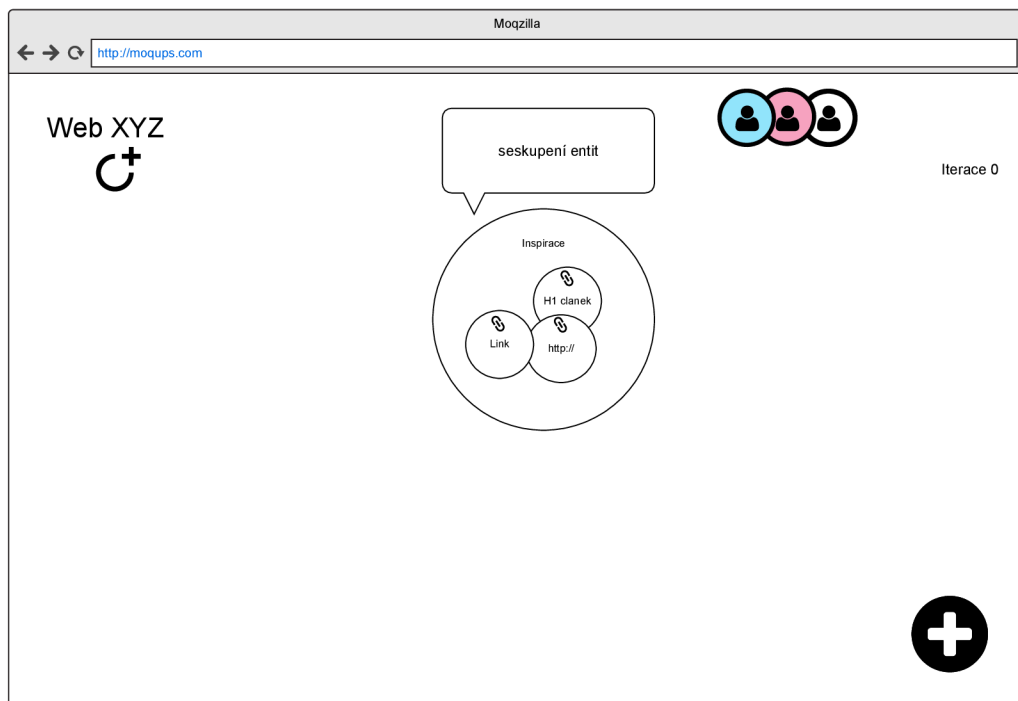 Moqzilla
http://moqups.com
Web XYZ
seskupení entit
Iterace 0
Inspirace
H1 clanek
Link
http://